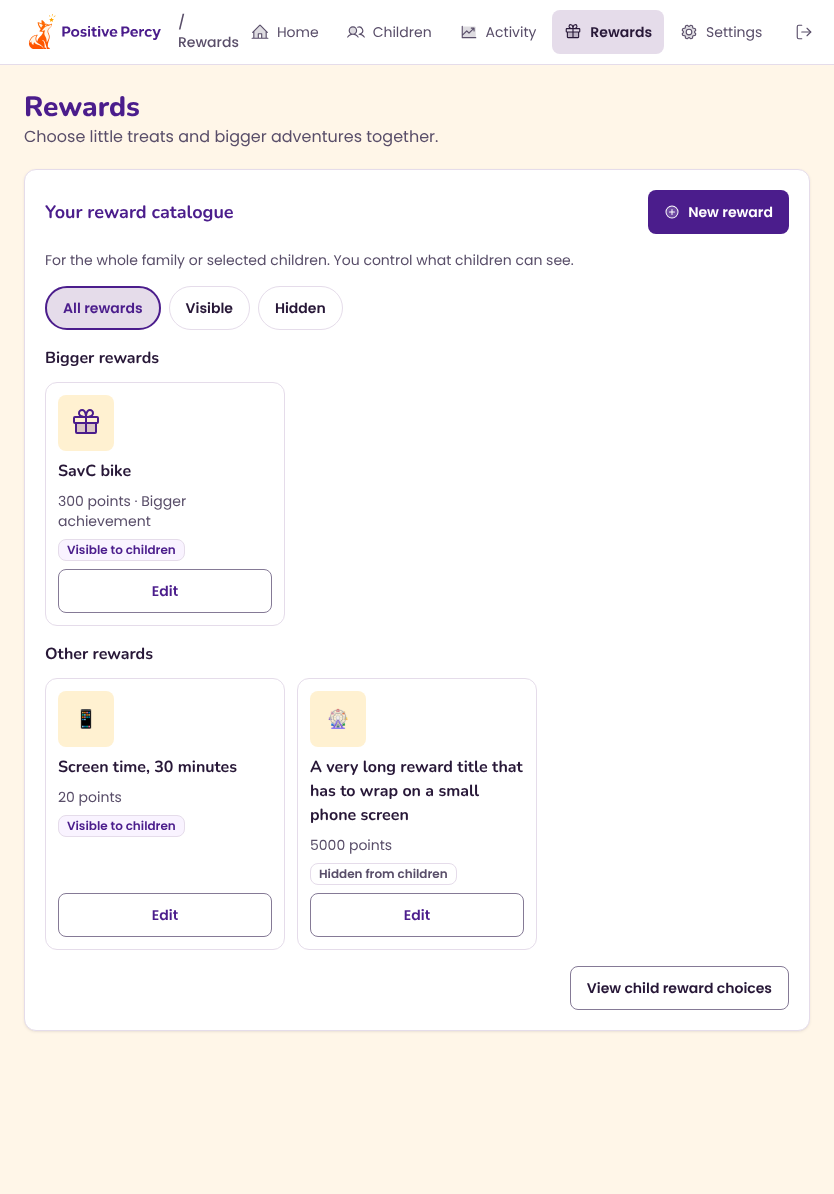 Positive Percy
/
Rewards
Home
Children
Activity
Rewards
Settings
Rewards
Choose little treats and bigger adventures together.
Your reward catalogue
New reward
For the whole family or selected children. You control what children can see.
All rewards
Visible
Hidden
Bigger rewards
SavC bike
300 points · Bigger
achievement
Visible to children
Edit
Other rewards
Screen time, 30 minutes
20 points
Visible to children
Edit
A very long reward title that
has to wrap on a small
phone screen
5000 points
Hidden from children
Edit
View child reward choices